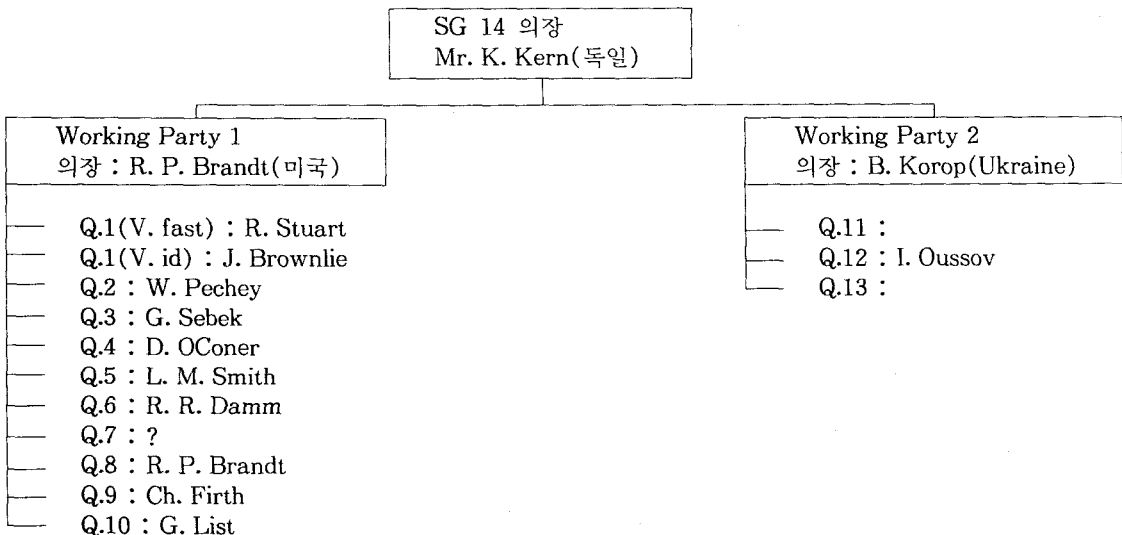 SG 14 의장
Mr. K. Kern(독일)
Working Party 1
의장 : R. P. Brandt(미국)
Q.1(V. fast) : R. Stuart
Q.1(V. id) : J. Brownlie
Q.2 : W. Pechey
Q.3 : G. Sebek
Q.4 : D. OConer
Q.5 : L. M. Smith
Q.6 : R. R. Damm
Q.7 : ?
Q.8 : R. P. Brandt
Q.9 : Ch. Firth
Q.10 : G. List
Working Party 2
의장 : B. Korop(Ukraine)
Q.11 :
Q.12 : I. Oussov
Q.13 :